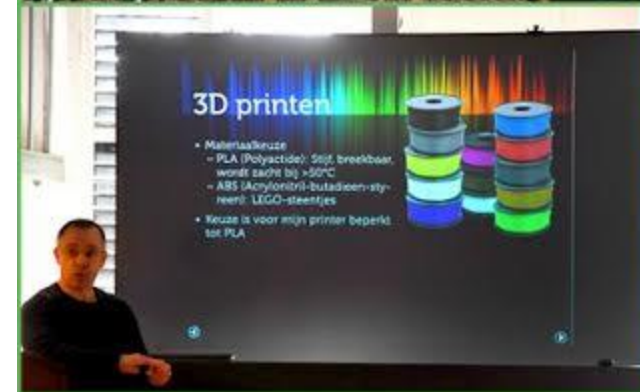 3D printen
• Materiaalkeuze
– PLA (Polyactide): Stijf, breekbaar,
wordt zacht bij >50°C
– ABS (Acrylonitril-butadieen-sty-
reen): LEGO-steentjes
• Keuze is voor mijn printer beperkt
tot PLA